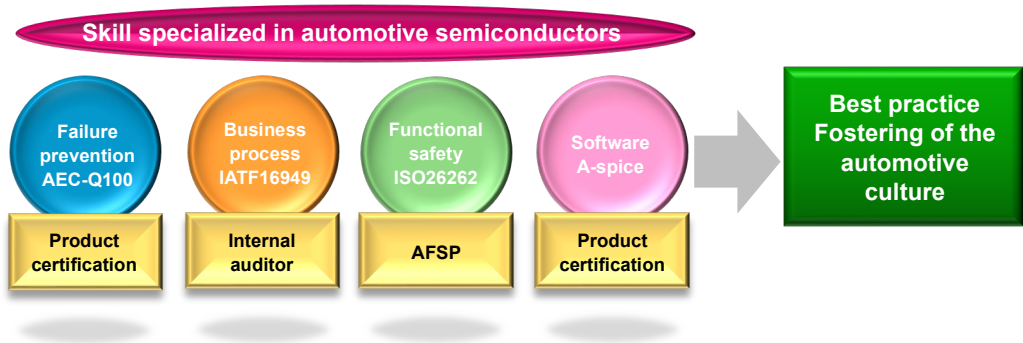 Skill specialized in automotive semiconductors
Failure
prevention
AEC-Q100
Business
process
IATF16949
Functional
safety
ISO26262
Software
A-spice
Best practice
Fostering of the
automotive
culture
Product
certification
Internal
auditor
AFSP
Product
certification